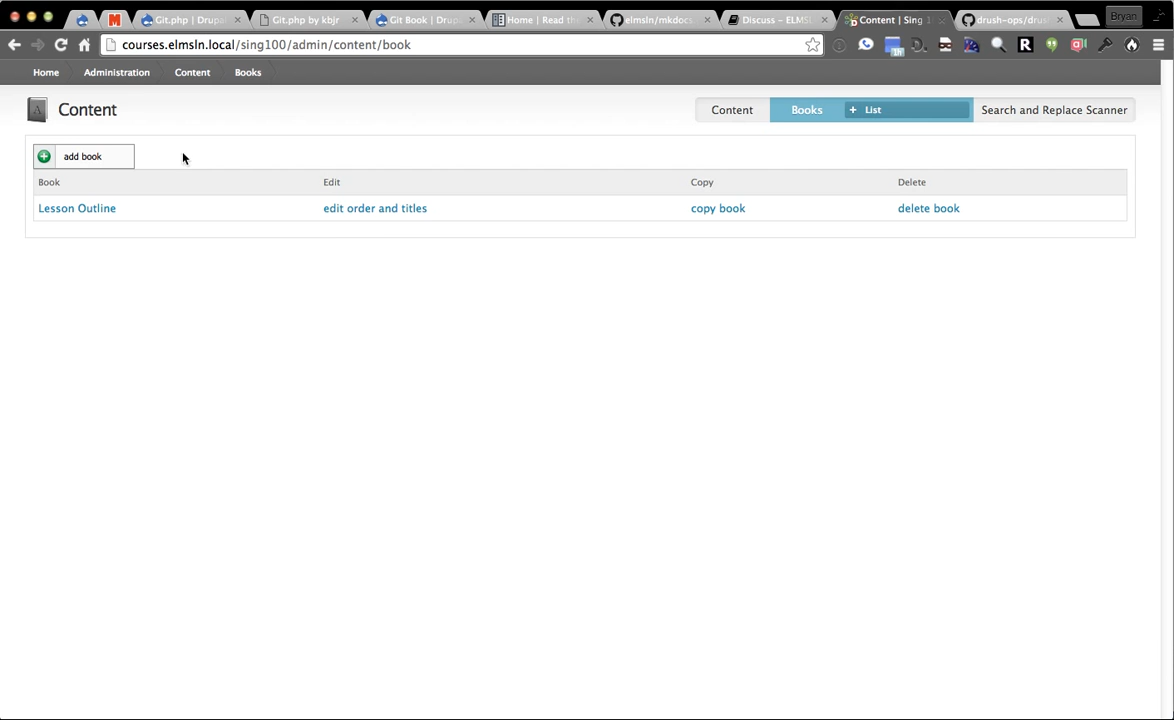 Git.php | Drupal
Git.php by kbjr
Git Book | Drupal
Home | Read the
elmsln/mkdocs
Discuss – ELMSL
Content | Sing 1
drush-ops/drus
Bryan
courses.elmsln.local/sing100/admin/content/book
Home Administration Content Books
Content
Content Books + List Search and Replace Scanner
add book
Book Edit Copy Delete
Lesson Outline edit order and titles copy book delete book